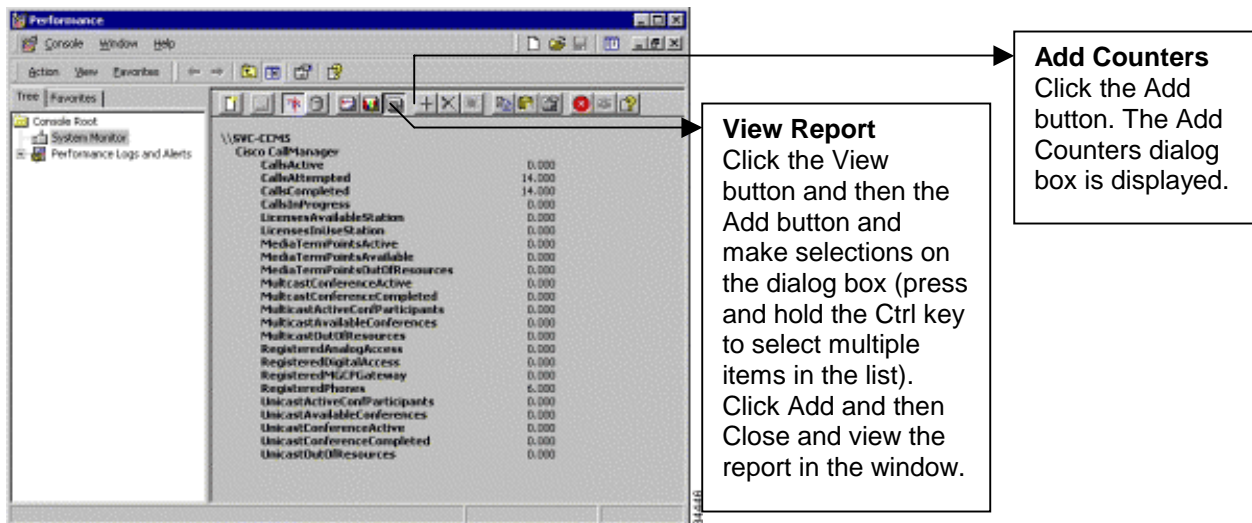 Performance
Console Window Help
Action View Favorites
Tree Favorites
Console Root
System Monitor
Performance Logs and Alerts
\\SVC-CCM5
Cisco CallManager
CallsActive 0.000
CallsAttempted 14.000
CallsCompleted 14.000
CallsInProgress 0.000
LicensesAvailableStation 0.000
LicensesInUseStation 0.000
MediaTermPointsActive 0.000
MediaTermPointsAvailable 0.000
MediaTermPointsOutOfResources 0.000
MulticastConferenceActive 0.000
MulticastConferenceCompleted 0.000
MulticastActiveConfParticipants 0.000
MulticastAvailableConferences 0.000
MulticastOutOfResources 0.000
RegisteredAnalogAccess 0.000
RegisteredDigitalAccess 0.000
RegisteredMGCPGateway 0.000
RegisteredPhones 6.000
UnicastActiveConfParticipants 0.000
UnicastAvailableConferences 0.000
UnicastConferenceActive 0.000
UnicastConferenceCompleted 0.000
UnicastOutOfResources 0.000
View Report
Click the View
button and then the
Add button and
make selections on
the dialog box (press
and hold the Ctrl key
to select multiple
items in the list).
Click Add and then
Close and view the
report in the window.
Add Counters
Click the Add
button. The Add
Counters dialog
box is displayed.